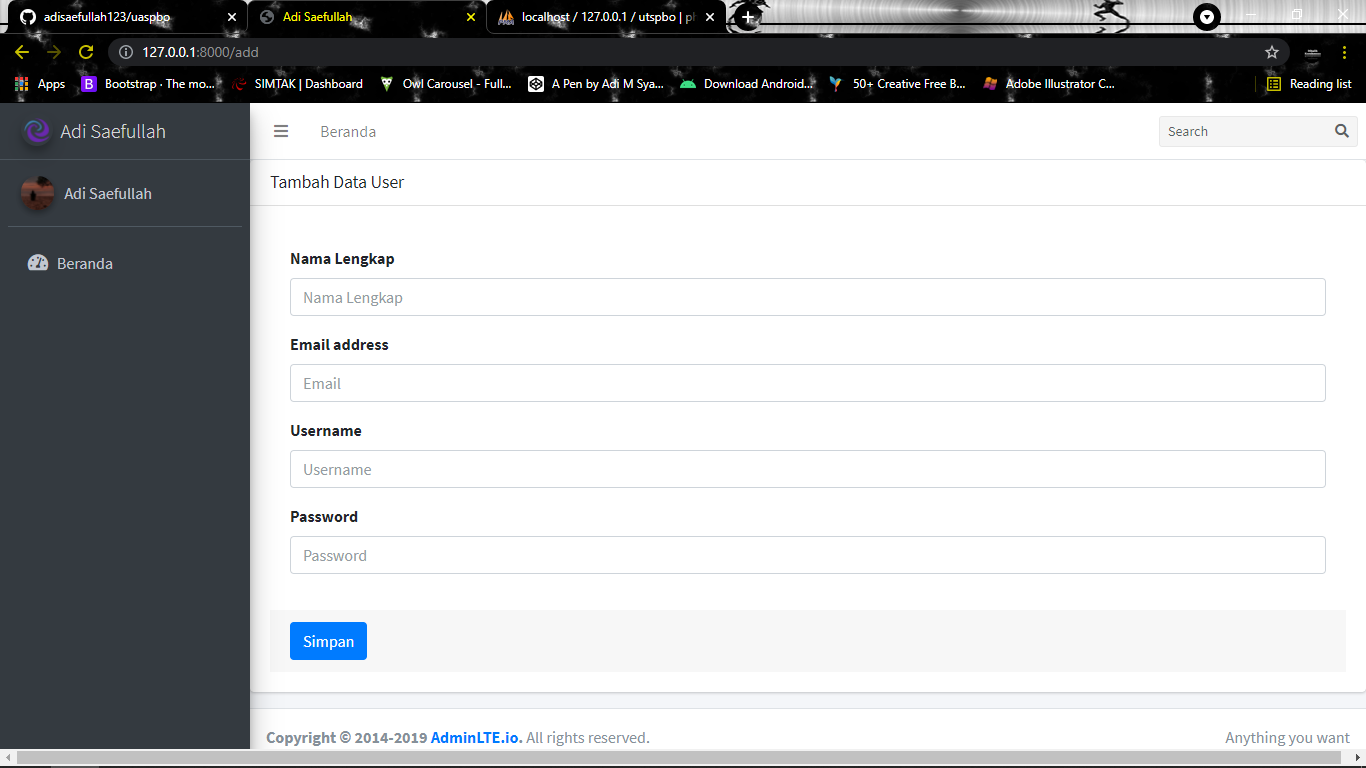 adisaefullah123/uaspbo
Adi Saefullah
localhost / 127.0.0.1 / utspbo | ph
127.0.0.1:8000/add
Apps
Bootstrap · The mo...
SIMTAK | Dashboard
Owl Carousel - Full...
A Pen by Adi M Sya...
Download Android...
50+ Creative Free B...
Adobe Illustrator C...
Reading list
Adi Saefullah
Beranda
Search
Tambah Data User
Adi Saefullah
Beranda
Nama Lengkap
Nama Lengkap
Email address
Email
Username
Username
Password
Password
Simpan
Copyright © 2014-2019 AdminLTE.io. All rights reserved.
Anything you want